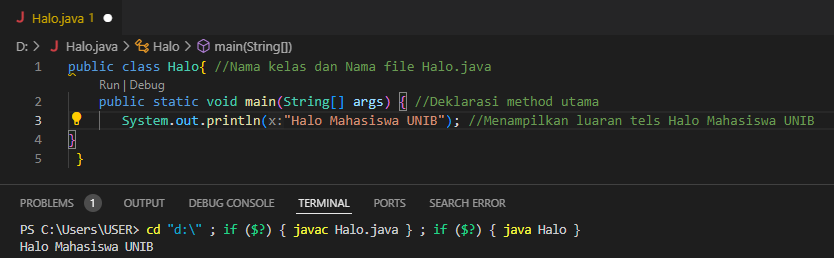 Halo.java 1
D: > Halo.java > Halo > main(String[])
1 public class Halo{ //Nama kelas dan Nama file Halo.java
Run | Debug
2 public static void main(String[] args) { //Deklarasi method utama
3 System.out.println(x:"Halo Mahasiswa UNIB"); //Menampilkan luaran tels Halo Mahasiswa UNIB
4 }
5 }
PROBLEMS 1 OUTPUT DEBUG CONSOLE TERMINAL PORTS SEARCH ERROR
PS C:\Users\USER> cd "d:\" ; if ($?) { javac Halo.java } ; if ($?) { java Halo }
Halo Mahasiswa UNIB